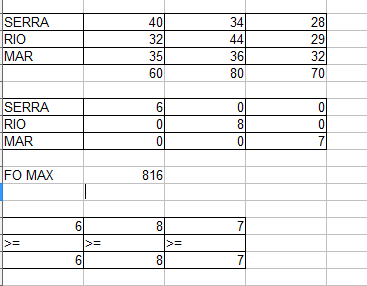 SERRA 40 34 28
RIO 32 44 29
MAR 35 36 32
60 80 70
SERRA 6 0 0
RIO 0 8 0
MAR 0 0 7
FO MAX 816
6 8 7
>= >= >=
6 8 7